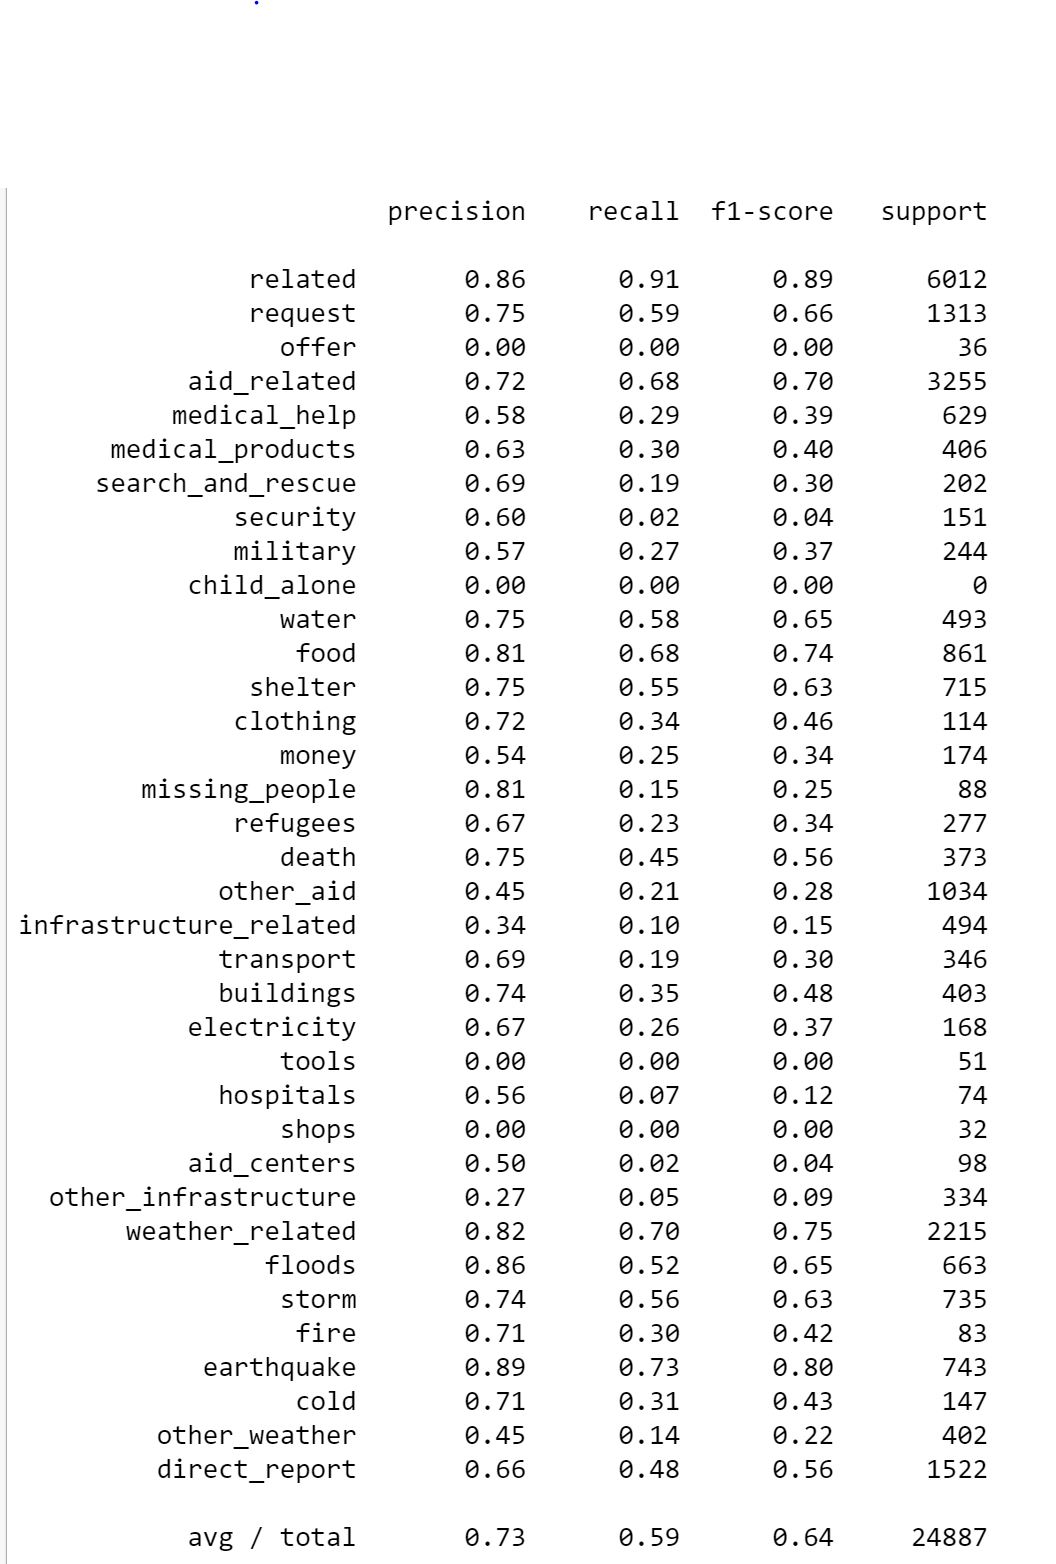 precision recall f1-score support
related 0.86 0.91 0.89 6012
request 0.75 0.59 0.66 1313
offer 0.00 0.00 0.00 36
aid_related 0.72 0.68 0.70 3255
medical_help 0.58 0.29 0.39 629
medical_products 0.63 0.30 0.40 406
search_and_rescue 0.69 0.19 0.30 202
security 0.60 0.02 0.04 151
military 0.57 0.27 0.37 244
child_alone 0.00 0.00 0.00 0
water 0.75 0.58 0.65 493
food 0.81 0.68 0.74 861
shelter 0.75 0.55 0.63 715
clothing 0.72 0.34 0.46 114
money 0.54 0.25 0.34 174
missing_people 0.81 0.15 0.25 88
refugees 0.67 0.23 0.34 277
death 0.75 0.45 0.56 373
other_aid 0.45 0.21 0.28 1034
infrastructure_related 0.34 0.10 0.15 494
transport 0.69 0.19 0.30 346
buildings 0.74 0.35 0.48 403
electricity 0.67 0.26 0.37 168
tools 0.00 0.00 0.00 51
hospitals 0.56 0.07 0.12 74
shops 0.00 0.00 0.00 32
aid_centers 0.50 0.02 0.04 98
other_infrastructure 0.27 0.05 0.09 334
weather_related 0.82 0.70 0.75 2215
floods 0.86 0.52 0.65 663
storm 0.74 0.56 0.63 735
fire 0.71 0.30 0.42 83
earthquake 0.89 0.73 0.80 743
cold 0.71 0.31 0.43 147
other_weather 0.45 0.14 0.22 402
direct_report 0.66 0.48 0.56 1522
avg / total 0.73 0.59 0.64 24887